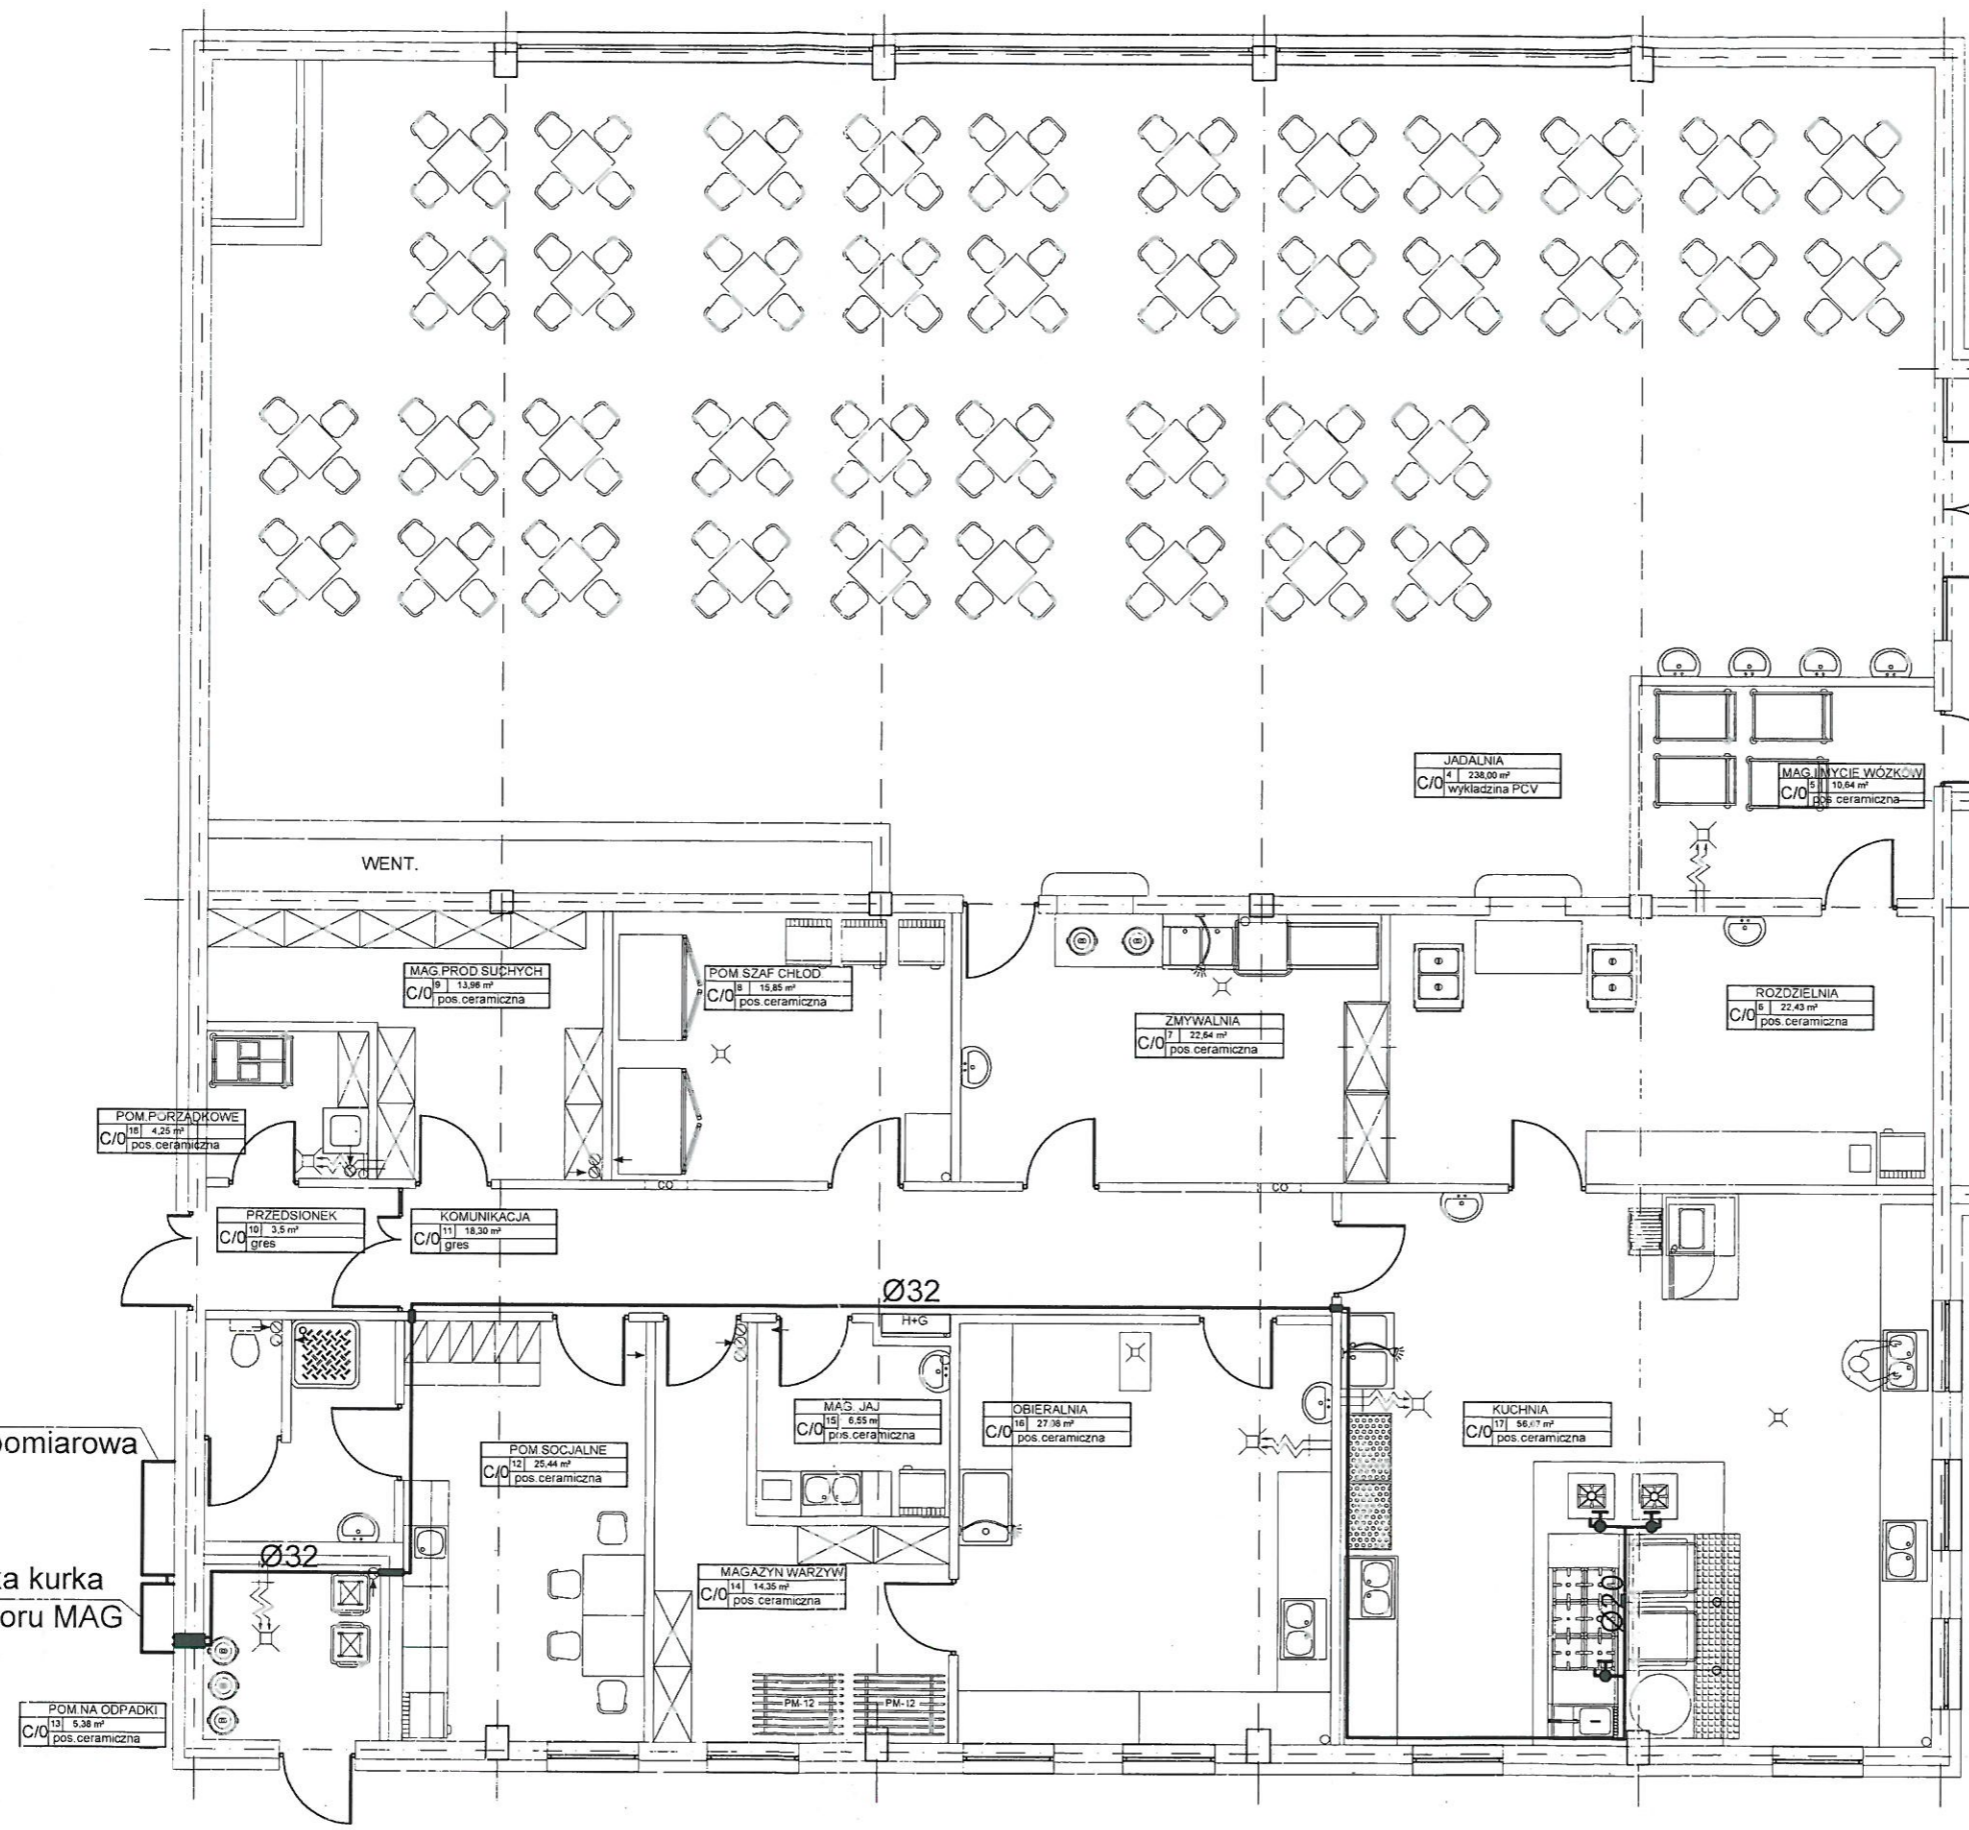 JADALNIA
C/0 4 238,00 m²
wykladzina PCV
MAG.I MYCIE WÓZKÓW
C/0 5 10,64 m²
pos ceramiczna
WENT.
MAG.PROD SUCHYCH
C/0 9 13,98 m²
pos.ceramiczna
POM SZAF CHŁOD
C/0 8 15,85 m²
pos.ceramiczna
ROZDZIELNIA
C/0 6 22,43 m²
pos.ceramiczna
ZMYWALNIA
C/0 7 22,64 m²
pos.ceramiczna
POM.PORZĄDKOWE
C/0 18 4,25 m²
pos.ceramiczna
CO
CO
PRZEDSIONEK
C/0 10 3,5 m²
gres
KOMUNIKACJA
C/0 11 18,30 m²
gres
Ø32
H+G
MAG. JAJ
C/0 15 6,55 m
pos.ceramiczna
OBIERALNIA
C/0 16 m²
pos.ceramiczna
KUCHNIA
C/0 17 m²
pos.ceramiczna
pomiarowa
POM SOCJALNE
C/0 12 25,44 m²
pos.ceramiczna
Ø32
kurka
oru MAG
MAGAZYN WARZYW
C/0 14 14,35 m²
pos ceramiczna
Ø20
PM-12
PM-12
POM.NA ODPADKI
C/0 13 5,38 m²
pos.ceramiczna